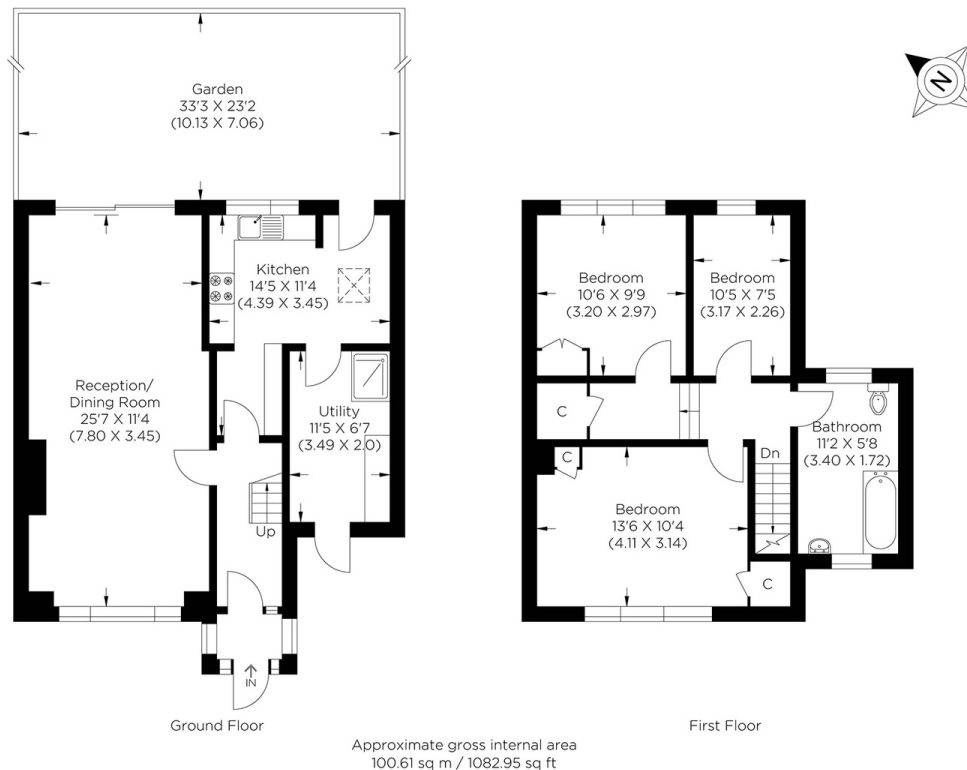 Garden
33'3 X 23'2
(10.13 X 7.06)
N
Kitchen
14'5 X 11'4
(4.39 X 3.45)
Reception/
Dining Room
25'7 X 11'4
(7.80 X 3.45)
Utility
11'5 X 6'7
(3.49 X 2.0)
Up
IN
Ground Floor
Bedroom
10'6 X 9'9
(3.20 X 2.97)
Bedroom
10'5 X 7'5
(3.17 X 2.26)
C
C
Dn
Bathroom
11'2 X 5'8
(3.40 X 1.72)
Bedroom
13'6 X 10'4
(4.11 X 3.14)
C
First Floor
Approximate gross internal area
100.61 sq m / 1082.95 sq ft